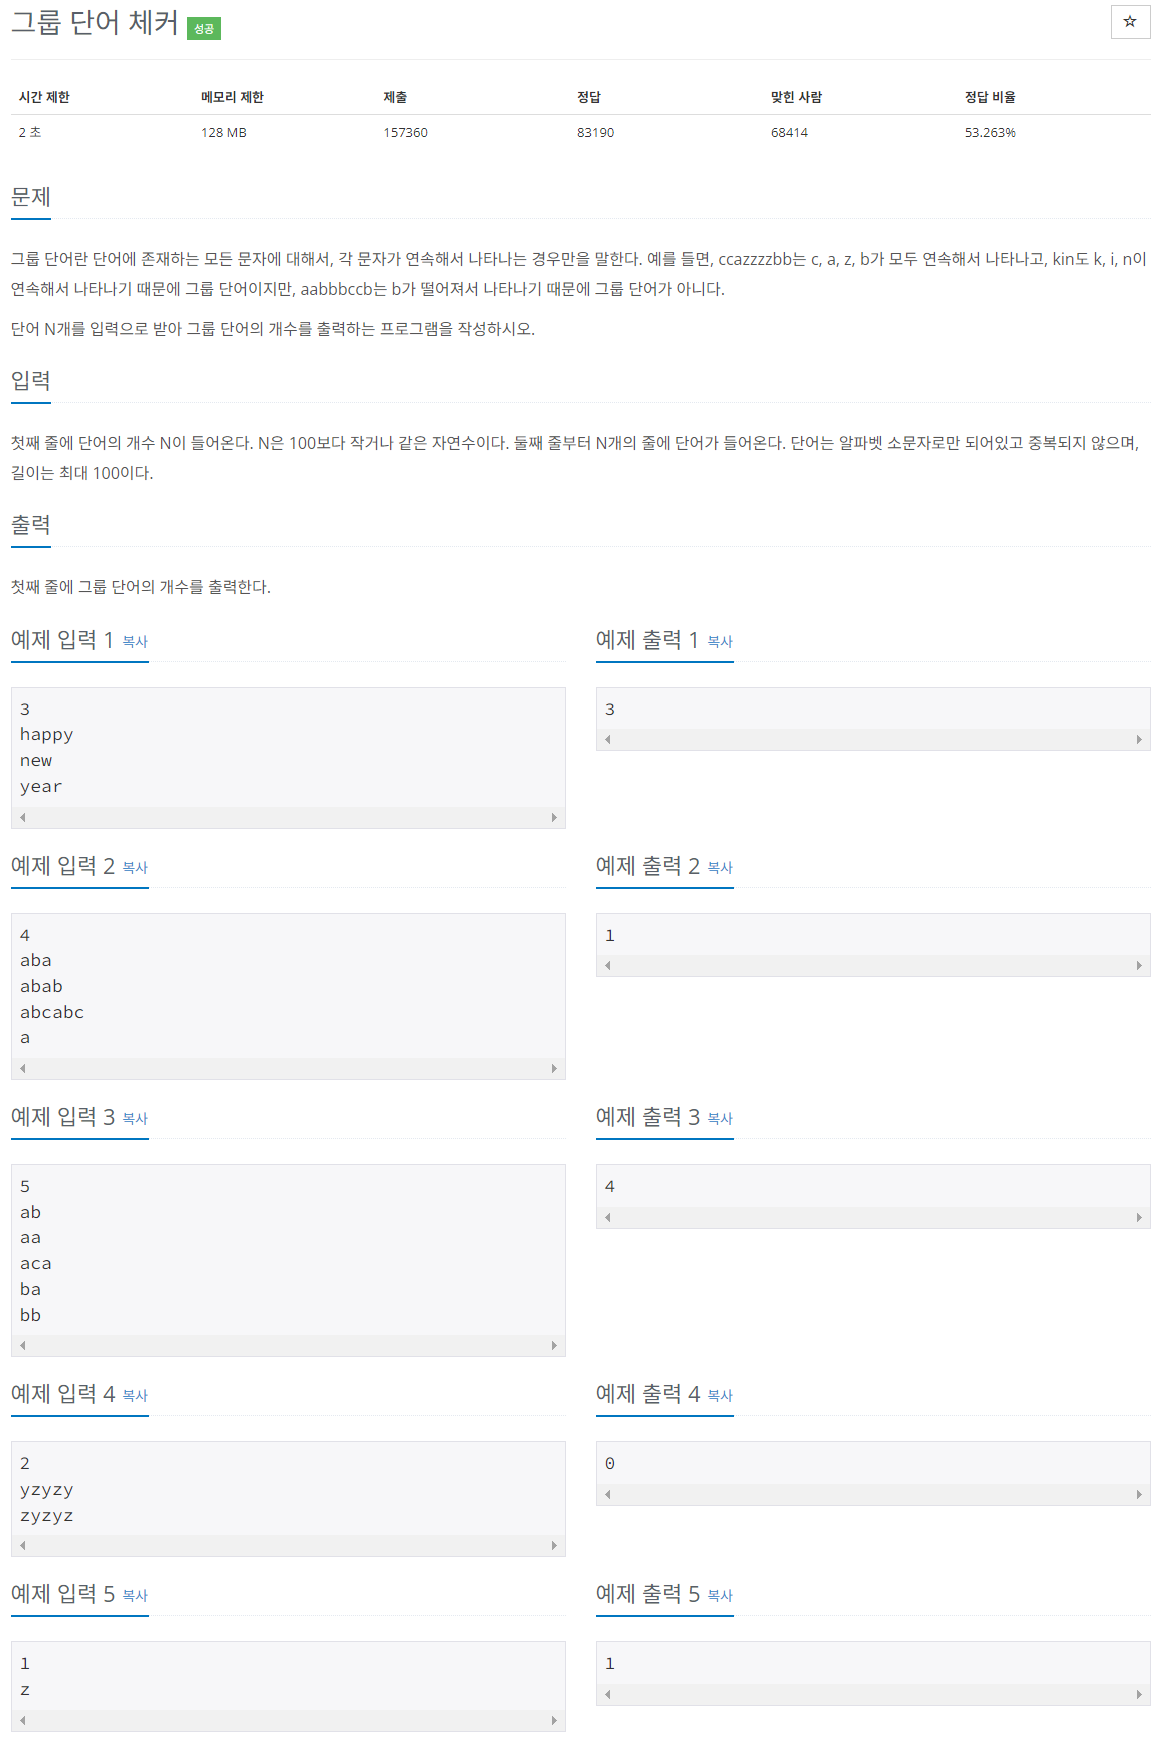 그룹 단어 체커 성공 ☆
시간 제한 메모리 제한 제출 정답 맞힌 사람 정답 비율
2 초 128 MB 157360 83190 68414 53.263%
문제
그룹 단어란 단어에 존재하는 모든 문자에 대해서, 각 문자가 연속해서 나타나는 경우만을 말한다. 예를 들면, ccazzzzbb는 c, a, z, b가 모두 연속해서 나타나고, kin도 k, i, n이
연속해서 나타나기 때문에 그룹 단어이지만, aabbbccb는 b가 떨어져서 나타나기 때문에 그룹 단어가 아니다.
단어 N개를 입력으로 받아 그룹 단어의 개수를 출력하는 프로그램을 작성하시오.
입력
첫째 줄에 단어의 개수 N이 들어온다. N은 100보다 작거나 같은 자연수이다. 둘째 줄부터 N개의 줄에 단어가 들어온다. 단어는 알파벳 소문자로만 되어있고 중복되지 않으며,
길이는 최대 100이다.
출력
첫째 줄에 그룹 단어의 개수를 출력한다.
예제 입력 1 복사
3
happy
new
year
예제 출력 1 복사
3
예제 입력 2 복사
4
aba
abab
abcabc
a
예제 출력 2 복사
1
예제 입력 3 복사
5
ab
aa
aca
ba
bb
예제 출력 3 복사
4
예제 입력 4 복사
2
yzyzy
zyzyz
예제 출력 4 복사
0
예제 입력 5 복사
1
z
예제 출력 5 복사
1